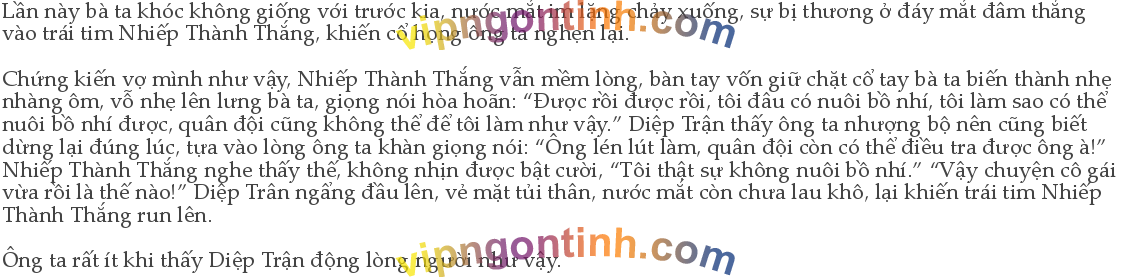 Lần này bà ta khóc không giống với trước kia, nước mắt im lặng chảy xuống, sự bị thương ở đáy mắt đâm thẳng
vào trái tim Nhiếp Thành Thắng, khiến cổ họng ông ta nghẹn lại.
vipngontinh.com
Chứng kiến vợ mình như vậy, Nhiếp Thành Thắng vẫn mềm lòng, bàn tay vốn giữ chặt cổ tay bà ta biến thành nhẹ
nhàng ôm, vỗ nhẹ lên lưng bà ta, giọng nói hòa hoãn: “Được rồi được rồi, tôi đâu có nuôi bồ nhí, tôi làm sao có thể
nuôi bồ nhí được, quân đội cũng không thể để tôi làm như vậy.” Diệp Trận thấy ông ta nhượng bộ nên cũng biết
dừng lại đúng lúc, tựa vào lòng ông ta khàn giọng nói: “Ông lén lút làm, quân đội còn có thể điều tra được ông à!”
Nhiếp Thành Thắng nghe thấy thế, không nhịn được bật cười, “Tôi thật sự không nuôi bồ nhí.” “Vậy chuyện cô gái
vừa rồi là thế nào!” Diệp Trân ngẩng đầu lên, vẻ mặt tủi thân, nước mắt còn chưa lau khô, lại khiến trái tim Nhiếp
Thành Thắng run lên.
Ông ta rất ít khi thấy Diệp Trận động lòng người như vậy.
vipngontinh.com